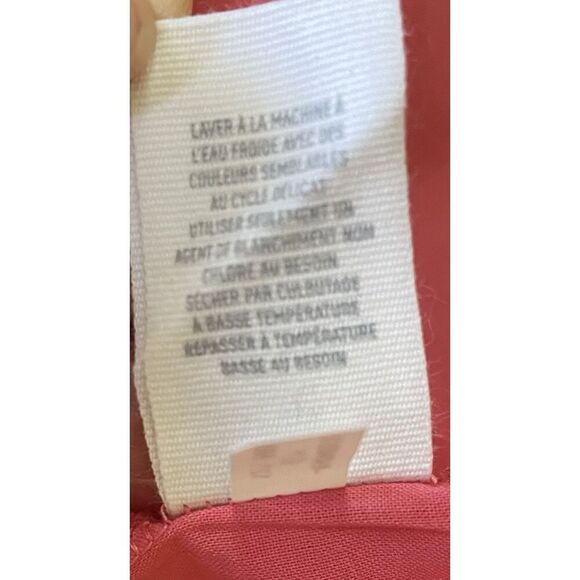 LAVER À LA MACHINE À
L'EAU FROIDE AVEC DES
COULEURS SEMBLABLES
AU CYCLE DÉLICAT
UTILISER SEULEMENT UN
AGENT DE BLANCHIMENT NON
CHLORÉ AU BESOIN
SÉCHER PAR CULBUTAGE
À BASSE TEMPÉRATURE
REPASSER À TEMPÉRATURE
BASSE AU BESOIN